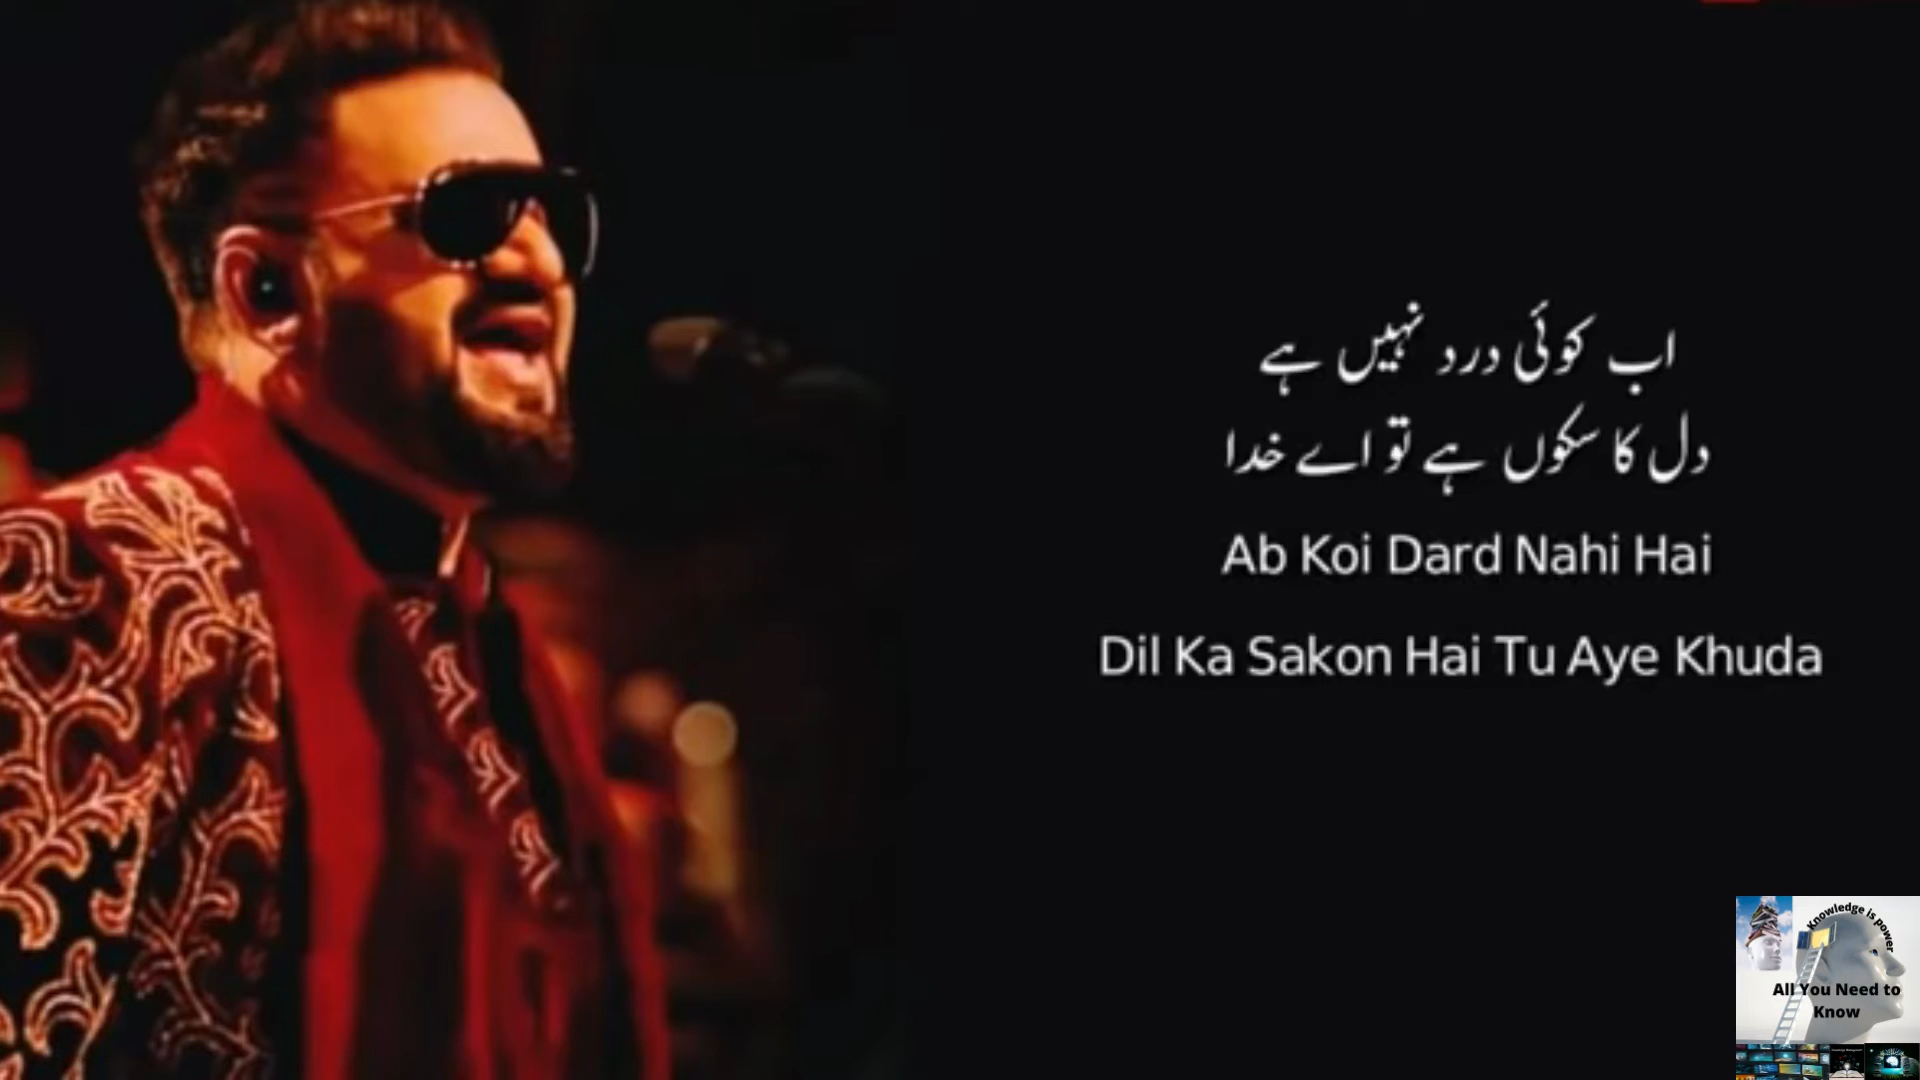 اب کوئی درد نہیں ہے
دل کا سکوں ہے تو اے خدا
Ab Koi Dard Nahi Hai
Dil Ka Sakon Hai Tu Aye Khuda
Knowledge is power
All You Need to
Know